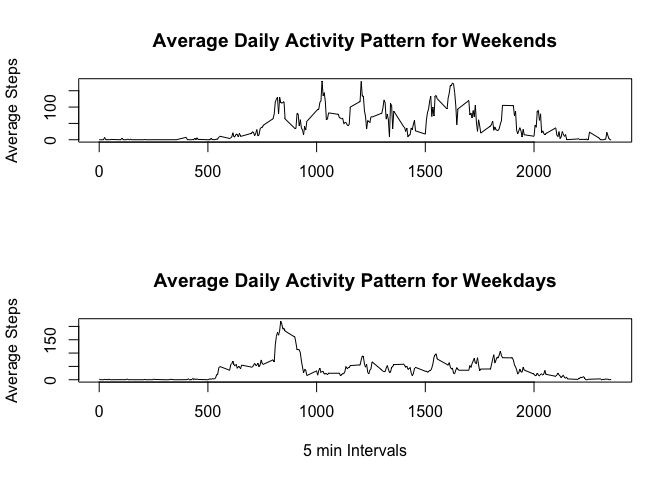 Average Daily Activity Pattern for Weekends
Average Steps
100
0
0 500 1000 1500 2000
Average Daily Activity Pattern for Weekdays
Average Steps
150
0
0 500 1000 1500 2000
5 min Intervals